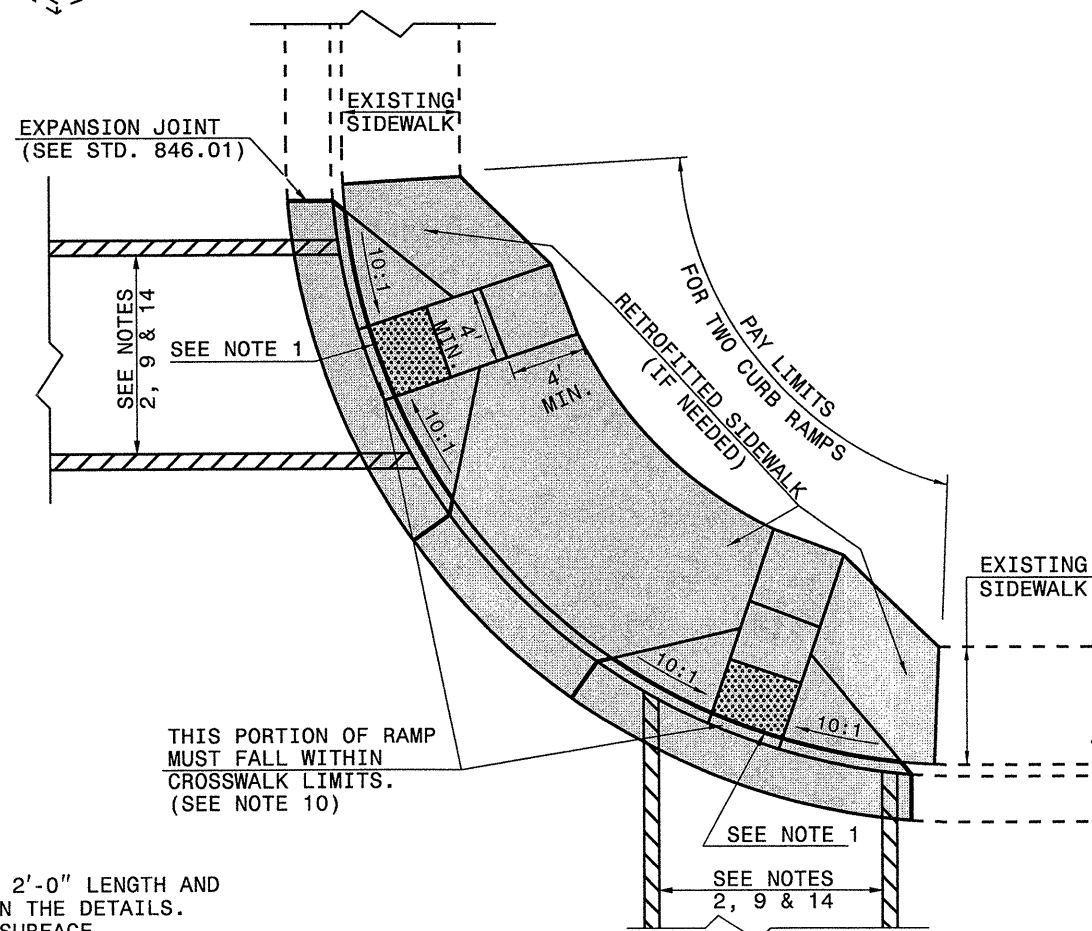 EXISTING
SIDEWALK
EXPANSION JOINT
(SEE STD. 846.01)
SEE NOTES
2, 9 & 14
SEE NOTE 1
10:1
4'
MIN
4'
MIN.
10:1
PAY LIMITS
FOR TWO CURB RAMPS
RETROFITTED SIDEWALK
(IF NEEDED)
EXISTING
SIDEWALK
10:1
10:1
THIS PORTION OF RAMP
MUST FALL WITHIN
CROSSWALK LIMITS.
(SEE NOTE 10)
SEE NOTE 1
SEE NOTES
2, 9 & 14
2'-0" LENGTH AND
N THE DETAILS.
SURFACE